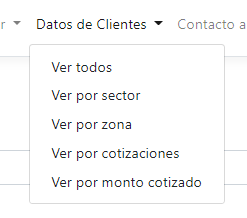 Datos de Clientes Contacto a
Ver todos
Ver por sector
Ver por zona
Ver por cotizaciones
Ver por monto cotizado